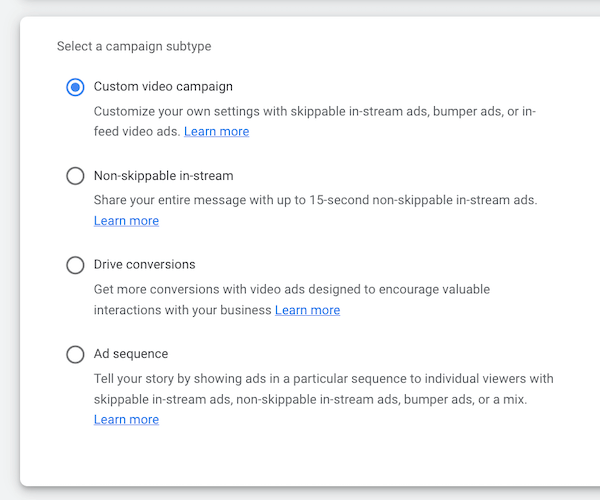 Select a campaign subtype
Custom video campaign
Customize your own settings with skippable in-stream ads, bumper ads, or in-
feed video ads. Learn more
Non-skippable in-stream
Share your entire message with up to 15-second non-skippable in-stream ads.
Learn more
Drive conversions
Get more conversions with video ads designed to encourage valuable
interactions with your business Learn more
Ad sequence
Tell your story by showing ads in a particular sequence to individual viewers with
skippable in-stream ads, non-skippable in-stream ads, bumper ads, or a mix.
Learn more